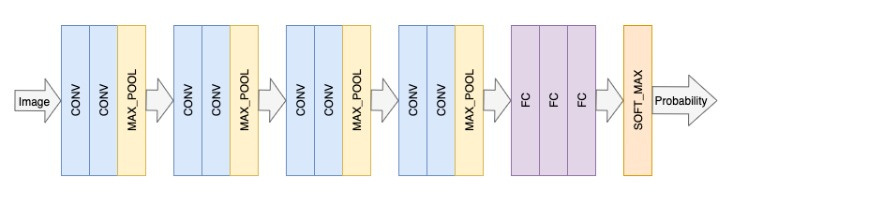 Image
CONV
CONV
MAX_POOL
CONV
CONV
MAX_POOL
CONV
CONV
MAX_POOL
CONV
CONV
MAX_POOL
FC
FC
FC
SOFT_MAX
Probability